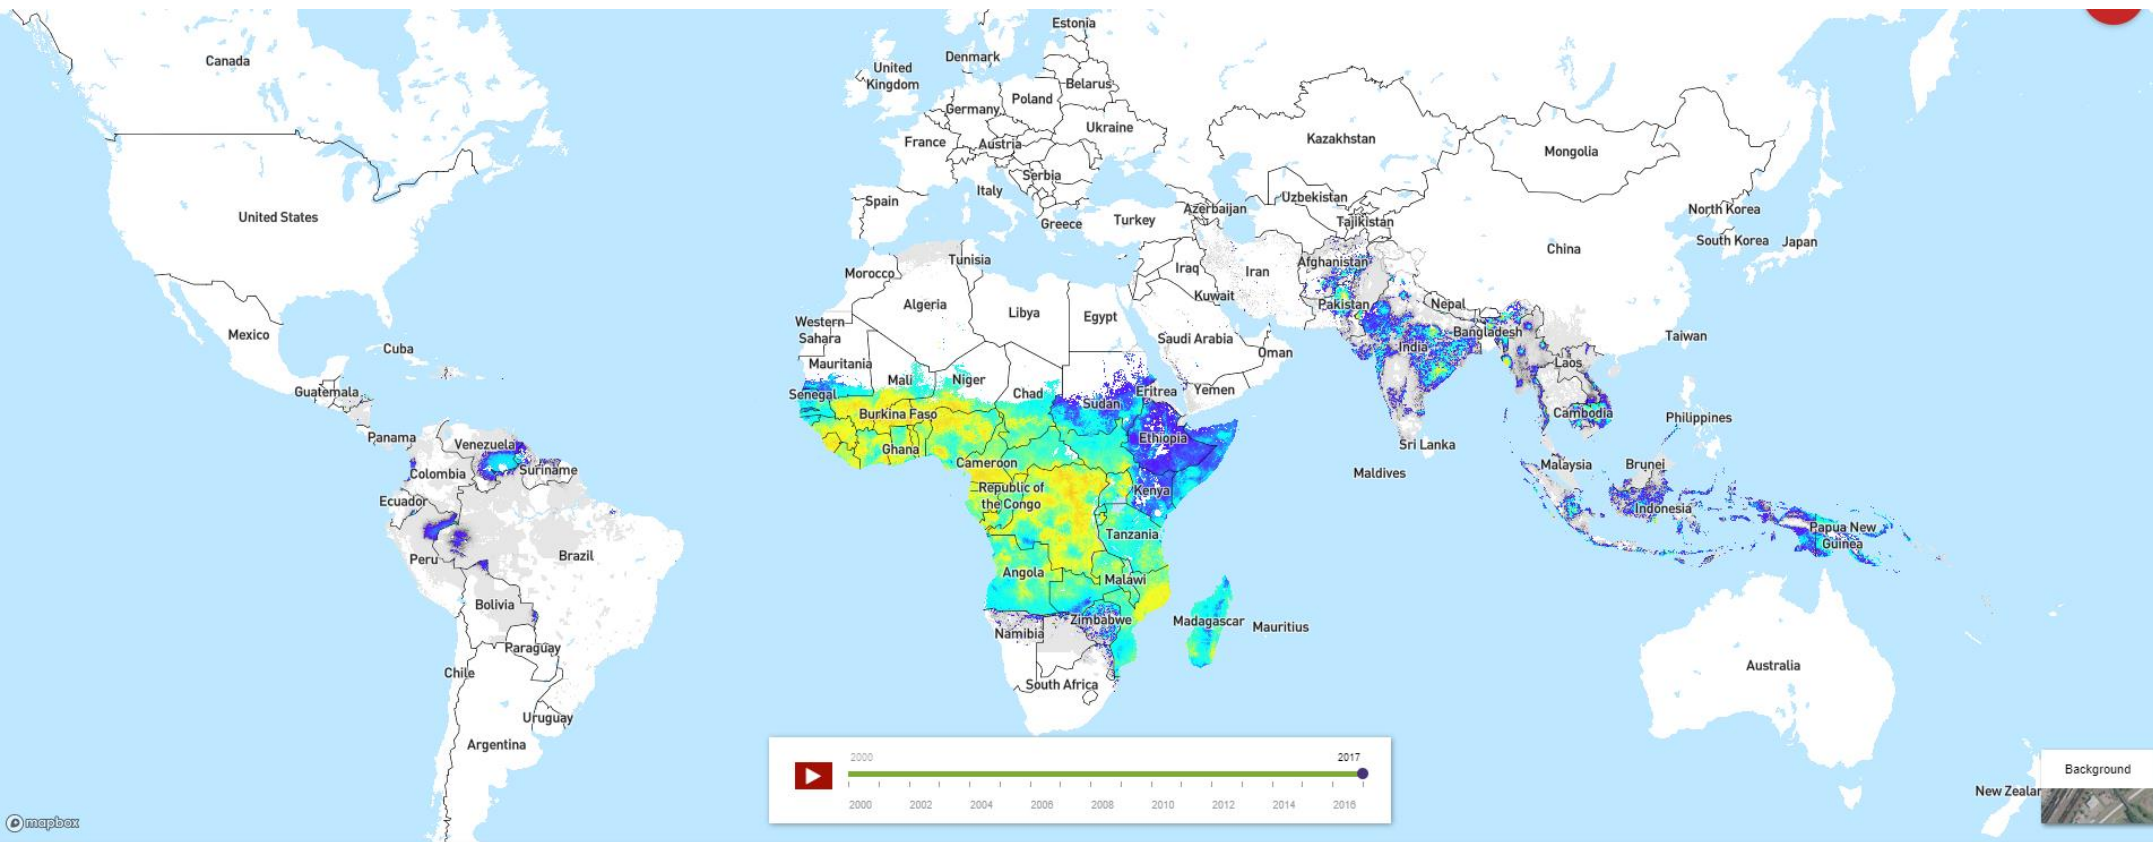 Estonia
Canada
Denmark
United
Kingdom
Belarus
Poland
Germany
Ukraine
France
Austria
Kazakhstan
Mongolia
Serbia
Italy
Spain
Uzbekistan
Azerbaijan
North Korea
United States
Turkey
Greece
Tajikistan
South Korea
Japan
China
Tunisia
Afghanistan
Morocco
Iraq
Iran
Kuwait
Algeria
Pakistan
Nepal
Libya
Egypt
Western
Sahara
Mexico
Saudi Arabia
Bangladesh
Taiwan
Cuba
India
Oman
Mauritania
Laos
Mali
Niger
Guatemala
Senegal
Chad
Eritrea
Yemen
Sudan
Burkina Faso
Cambodia
Philippines
Panama
Venezuela
Ghana
Ethiopia
Sri Lanka
Cameroon
Malaysia
Brunei
Colombia
Suriname
Maldives
Republic of
the Congo
Kenya
Ecuador
Indonesia
Papua New
Guinea
Tanzania
Peru
Brazil
Angola
Malawi
Bolivia
Zimbabwe
Madagascar
Mauritius
Namibia
Paraguay
Australia
Chile
South Africa
Uruguay
Argentina
2000
2017
2000
2002
2004
2006
2008
2010
2012
2014
2016
Background
New Zealan
mapbox